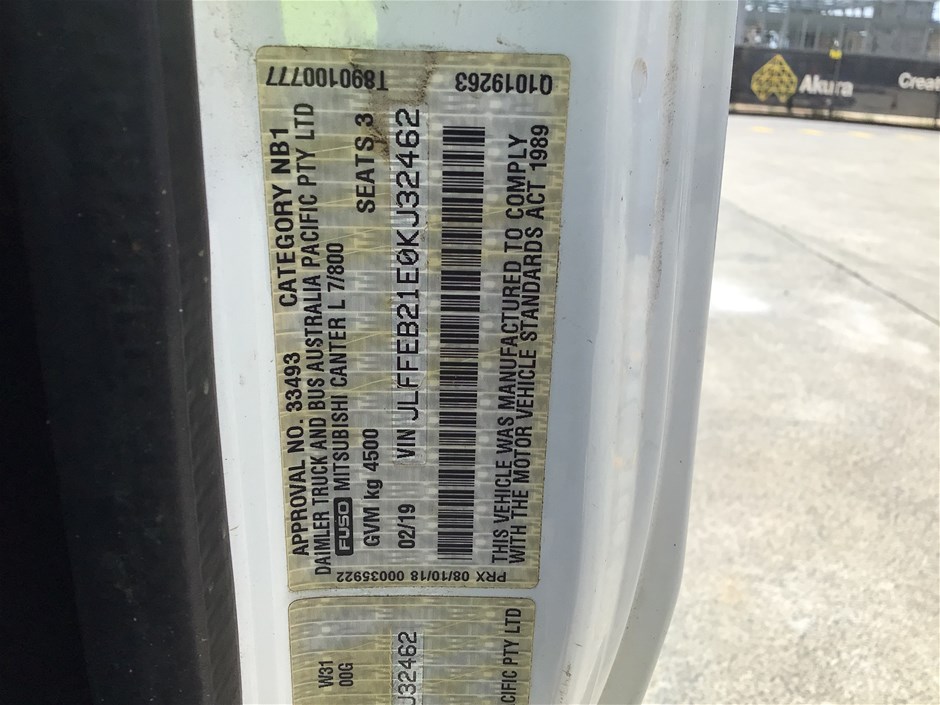 APPROVAL NO. 33493 CATEGORY NB1
DAIMLER TRUCK AND BUS AUSTRALIA PACIFIC PTY LTD
FUSO MITSUBISHI CANTER L 7/800
GVM kg 4500 SEATS 3
02/19 VIN JLFFEB21E0KJ32462
THIS VEHICLE WAS MANUFACTURED TO COMPLY
WITH THE MOTOR VEHICLE STANDARDS ACT 1989
T890100777
Q1019263
PRX 08/10/18 00035922
W31
00G
J32462
CIFIC PTY LTD
Akura
Creat